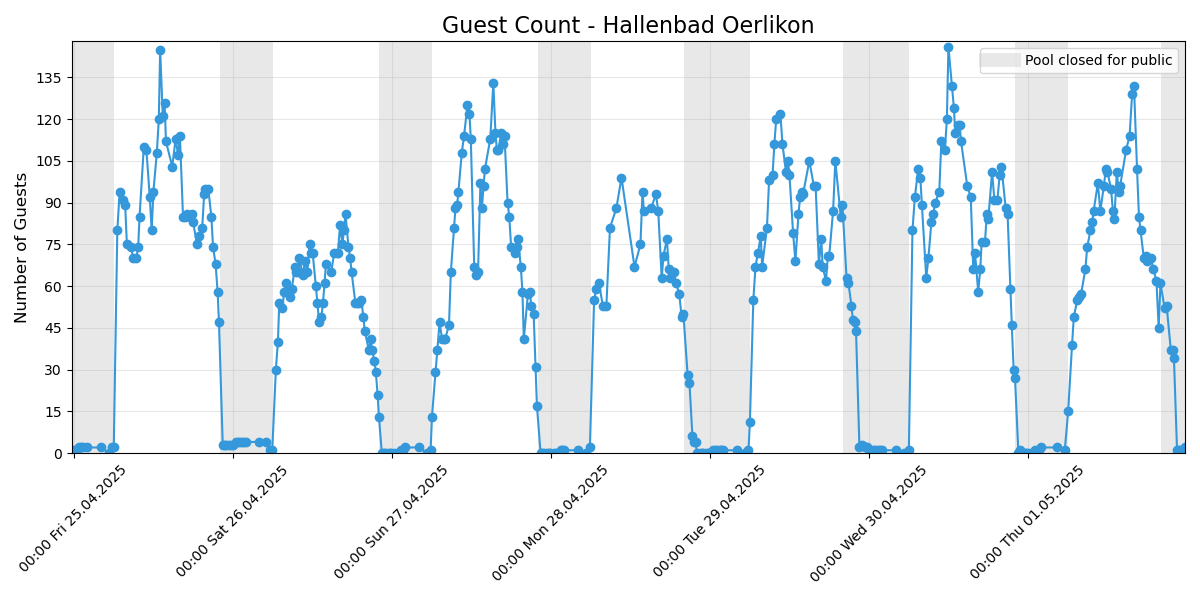 Guest Count - Hallenbad Oerlikon
Pool closed for public
Number of Guests
135
120
105
90
75
60
45
30
15
0
00:00 Fri 25.04.2025
00:00 Sat 26.04.2025
00:00 Sun 27.04.2025
00:00 Mon 28.04.2025
00:00 Tue 29.04.2025
00:00 Wed 30.04.2025
00:00 Thu 01.05.2025